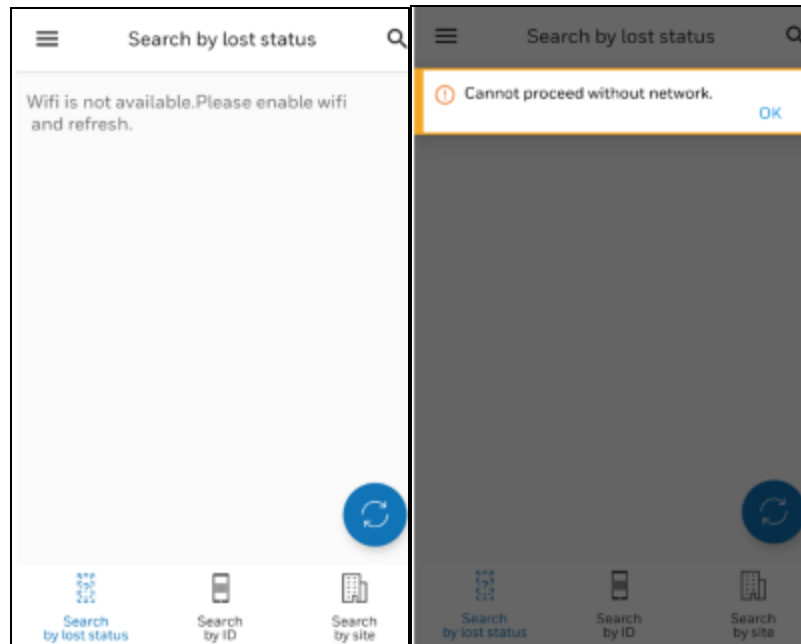 Search by lost status
Wifi is not available.Please enable wifi
and refresh.
Search
by lost status
Search
by ID
Search
by site
Search by lost status
Cannot proceed without network.
OK
Search
by lost status
Search
by ID
Search
by site